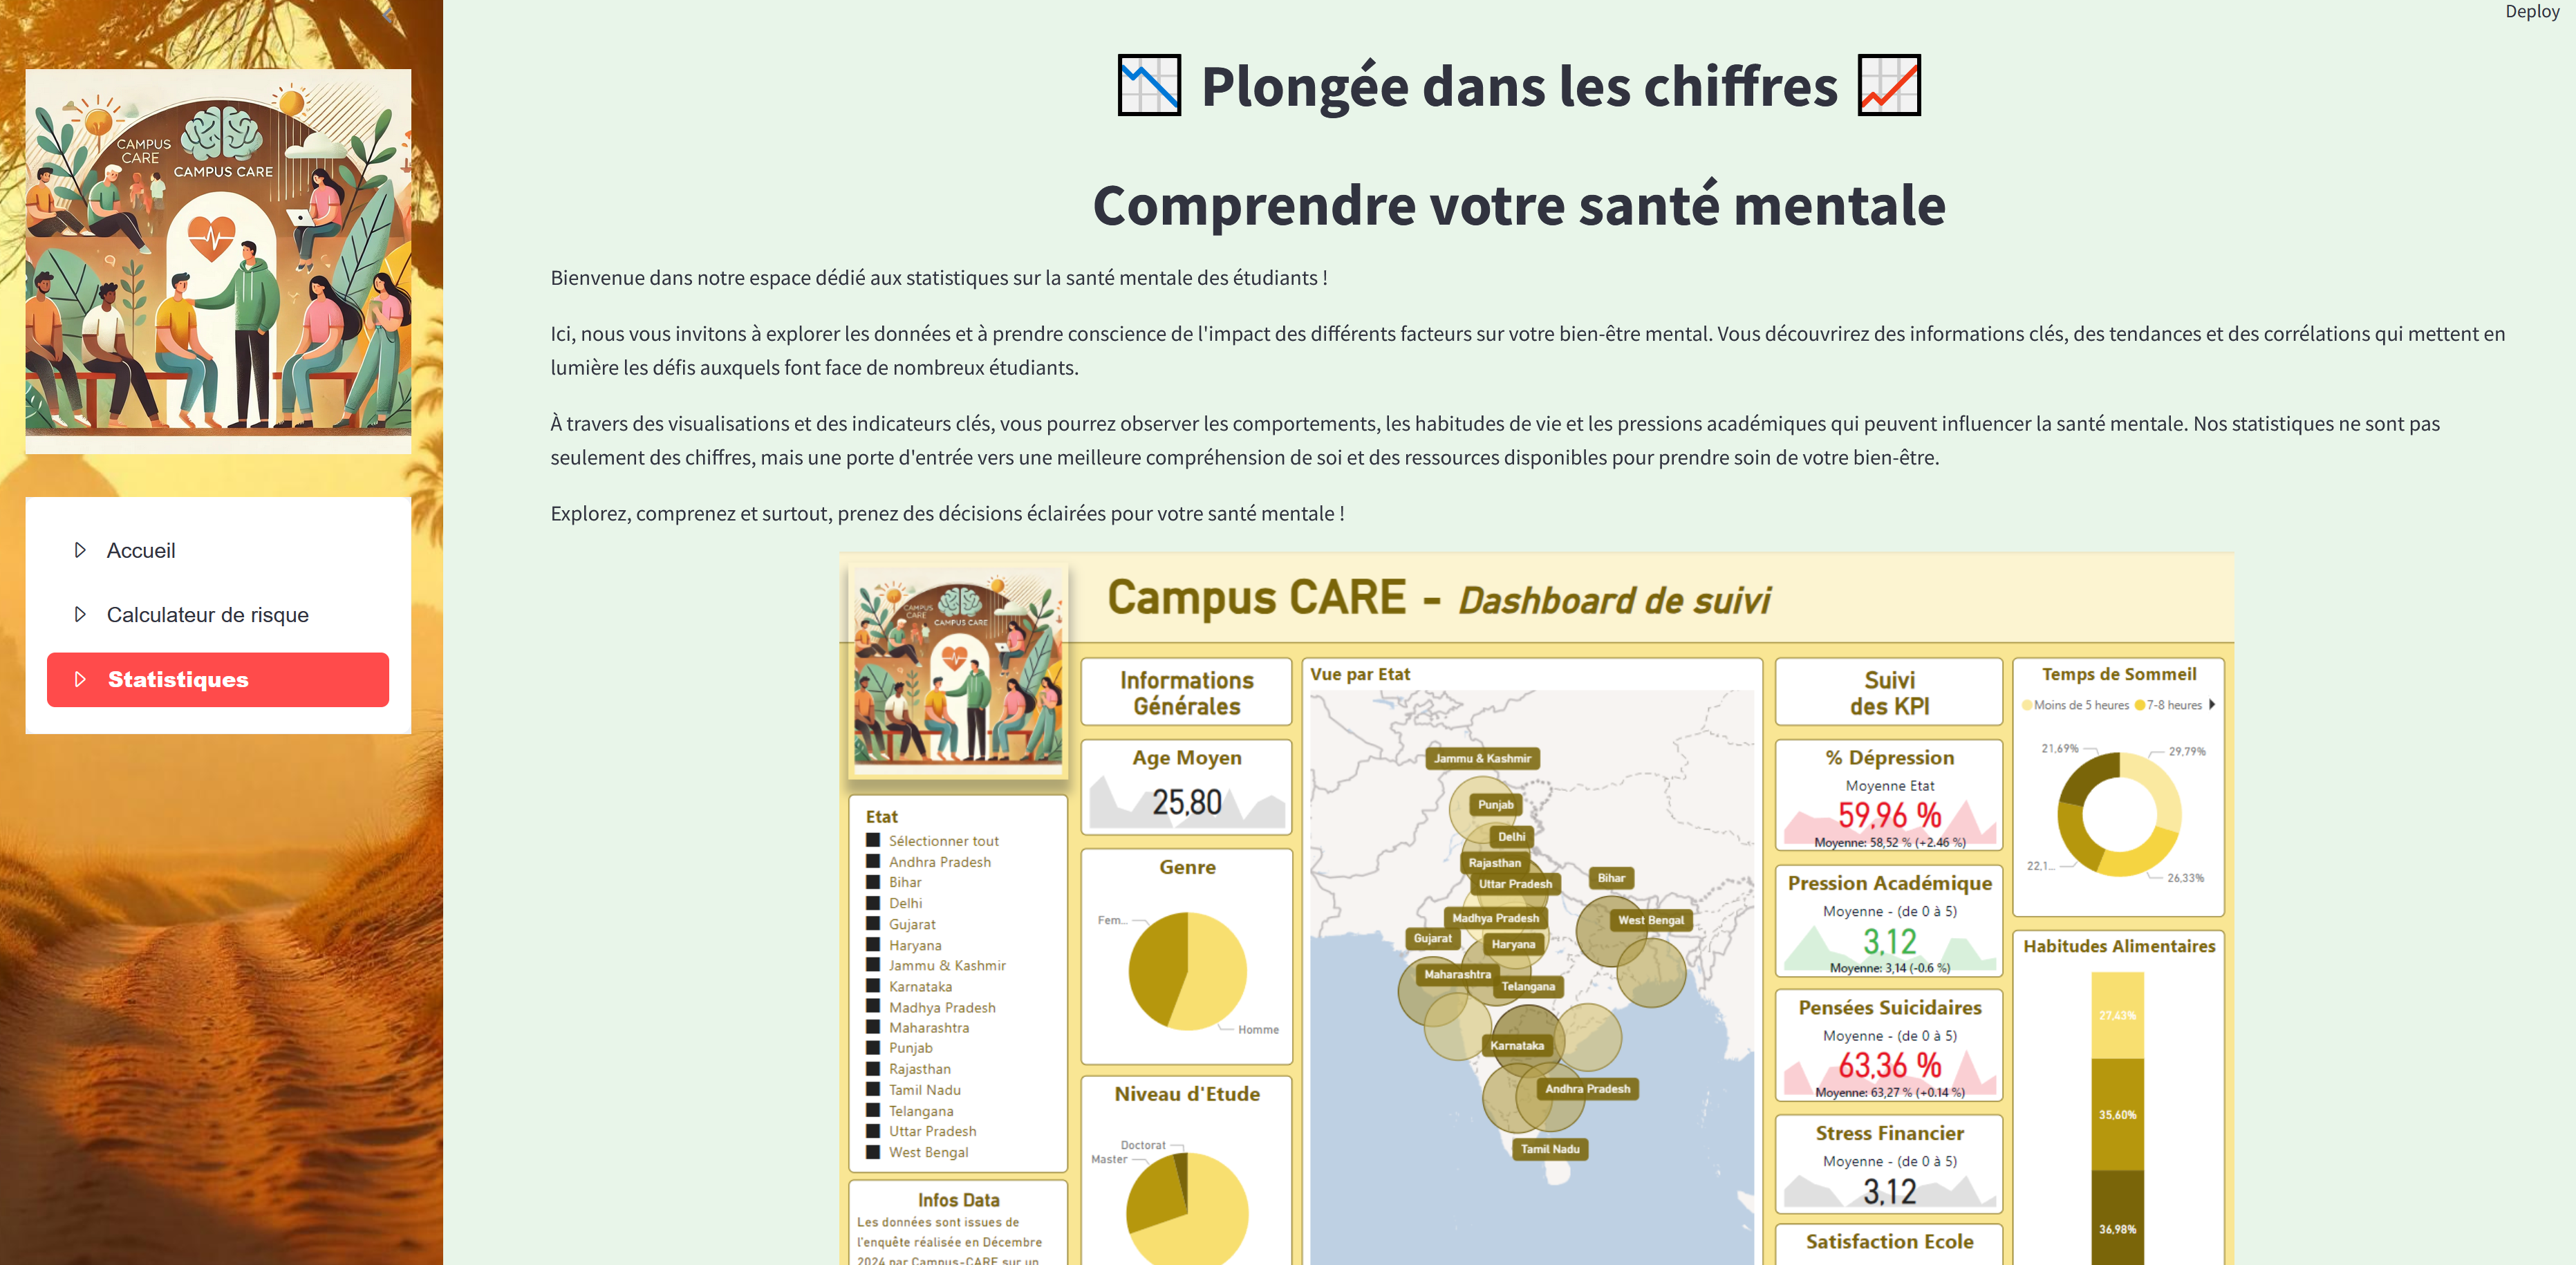 Deploy
CAMPUS
CARE
CAMPUS CARE
Accueil
Calculateur de risque
Statistiques
Plongée dans les chiffres
Comprendre votre santé mentale
Bienvenue dans notre espace dédié aux statistiques sur la santé mentale des étudiants !
Ici, nous vous invitons à explorer les données et à prendre conscience de l'impact des différents facteurs sur votre bien-être mental. Vous découvrirez des informations clés, des tendances et des corrélations qui mettent en
lumière les défis auxquels font face de nombreux étudiants.
À travers des visualisations et des indicateurs clés, vous pourrez observer les comportements, les habitudes de vie et les pressions académiques qui peuvent influencer la santé mentale. Nos statistiques ne sont pas
seulement des chiffres, mais une porte d'entrée vers une meilleure compréhension de soi et des ressources disponibles pour prendre soin de votre bien-être.
Explorez, comprenez et surtout, prenez des décisions éclairées pour votre santé mentale !
CAMPUS
CARE
CAMPUS CARE
Campus CARE - Dashboard de suivi
Etat
Sélectionner tout
Andhra Pradesh
Bihar
Delhi
Gujarat
Haryana
Jammu & Kashmir
Karnataka
Madhya Pradesh
Maharashtra
Punjab
Rajasthan
Tamil Nadu
Telangana
Uttar Pradesh
West Bengal
Infos Data
Les données sont issues de
l'enquête réalisée en Décembre
2024 par Campus-CARE sur un
Informations
Générales
Age Moyen
25,80
Genre
Fem...
Homme
Niveau d'Etude
Doctorat
Master
Vue par Etat
Jammu & Kashmir
Punjab
Delhi
Rajasthan
Uttar Pradesh
Bihar
Madhya Pradesh
West Bengal
Gujarat
Haryana
Maharashtra
Telangana
Karnataka
Andhra Pradesh
Tamil Nadu
Suivi
des KPI
% Dépression
Moyenne Etat
59,96 %
Moyenne: 58,52 % (+2.46 %)
Pression Académique
Moyenne - (de 0 à 5)
3,12
Moyenne: 3,14 (-0.6 %)
Pensées Suicidaires
Moyenne - (de 0 à 5)
63,36 %
Moyenne: 63,27 % (+0.14 %)
Stress Financier
Moyenne - (de 0 à 5)
3,12
Satisfaction Ecole
Temps de Sommeil
Moins de 5 heures 7-8 heures
21,69%
29,79%
22,1...
26,33%
Habitudes Alimentaires
27,43%
35,60%
36,98%